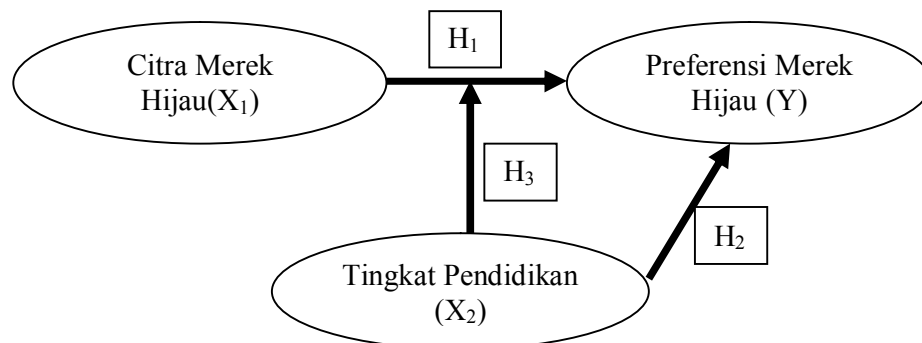 H₁
Citra Merek
Hijau(X₁)
Preferensi Merek
Hijau (Y)
H₃
H₂
Tingkat Pendidikan
(X₂)